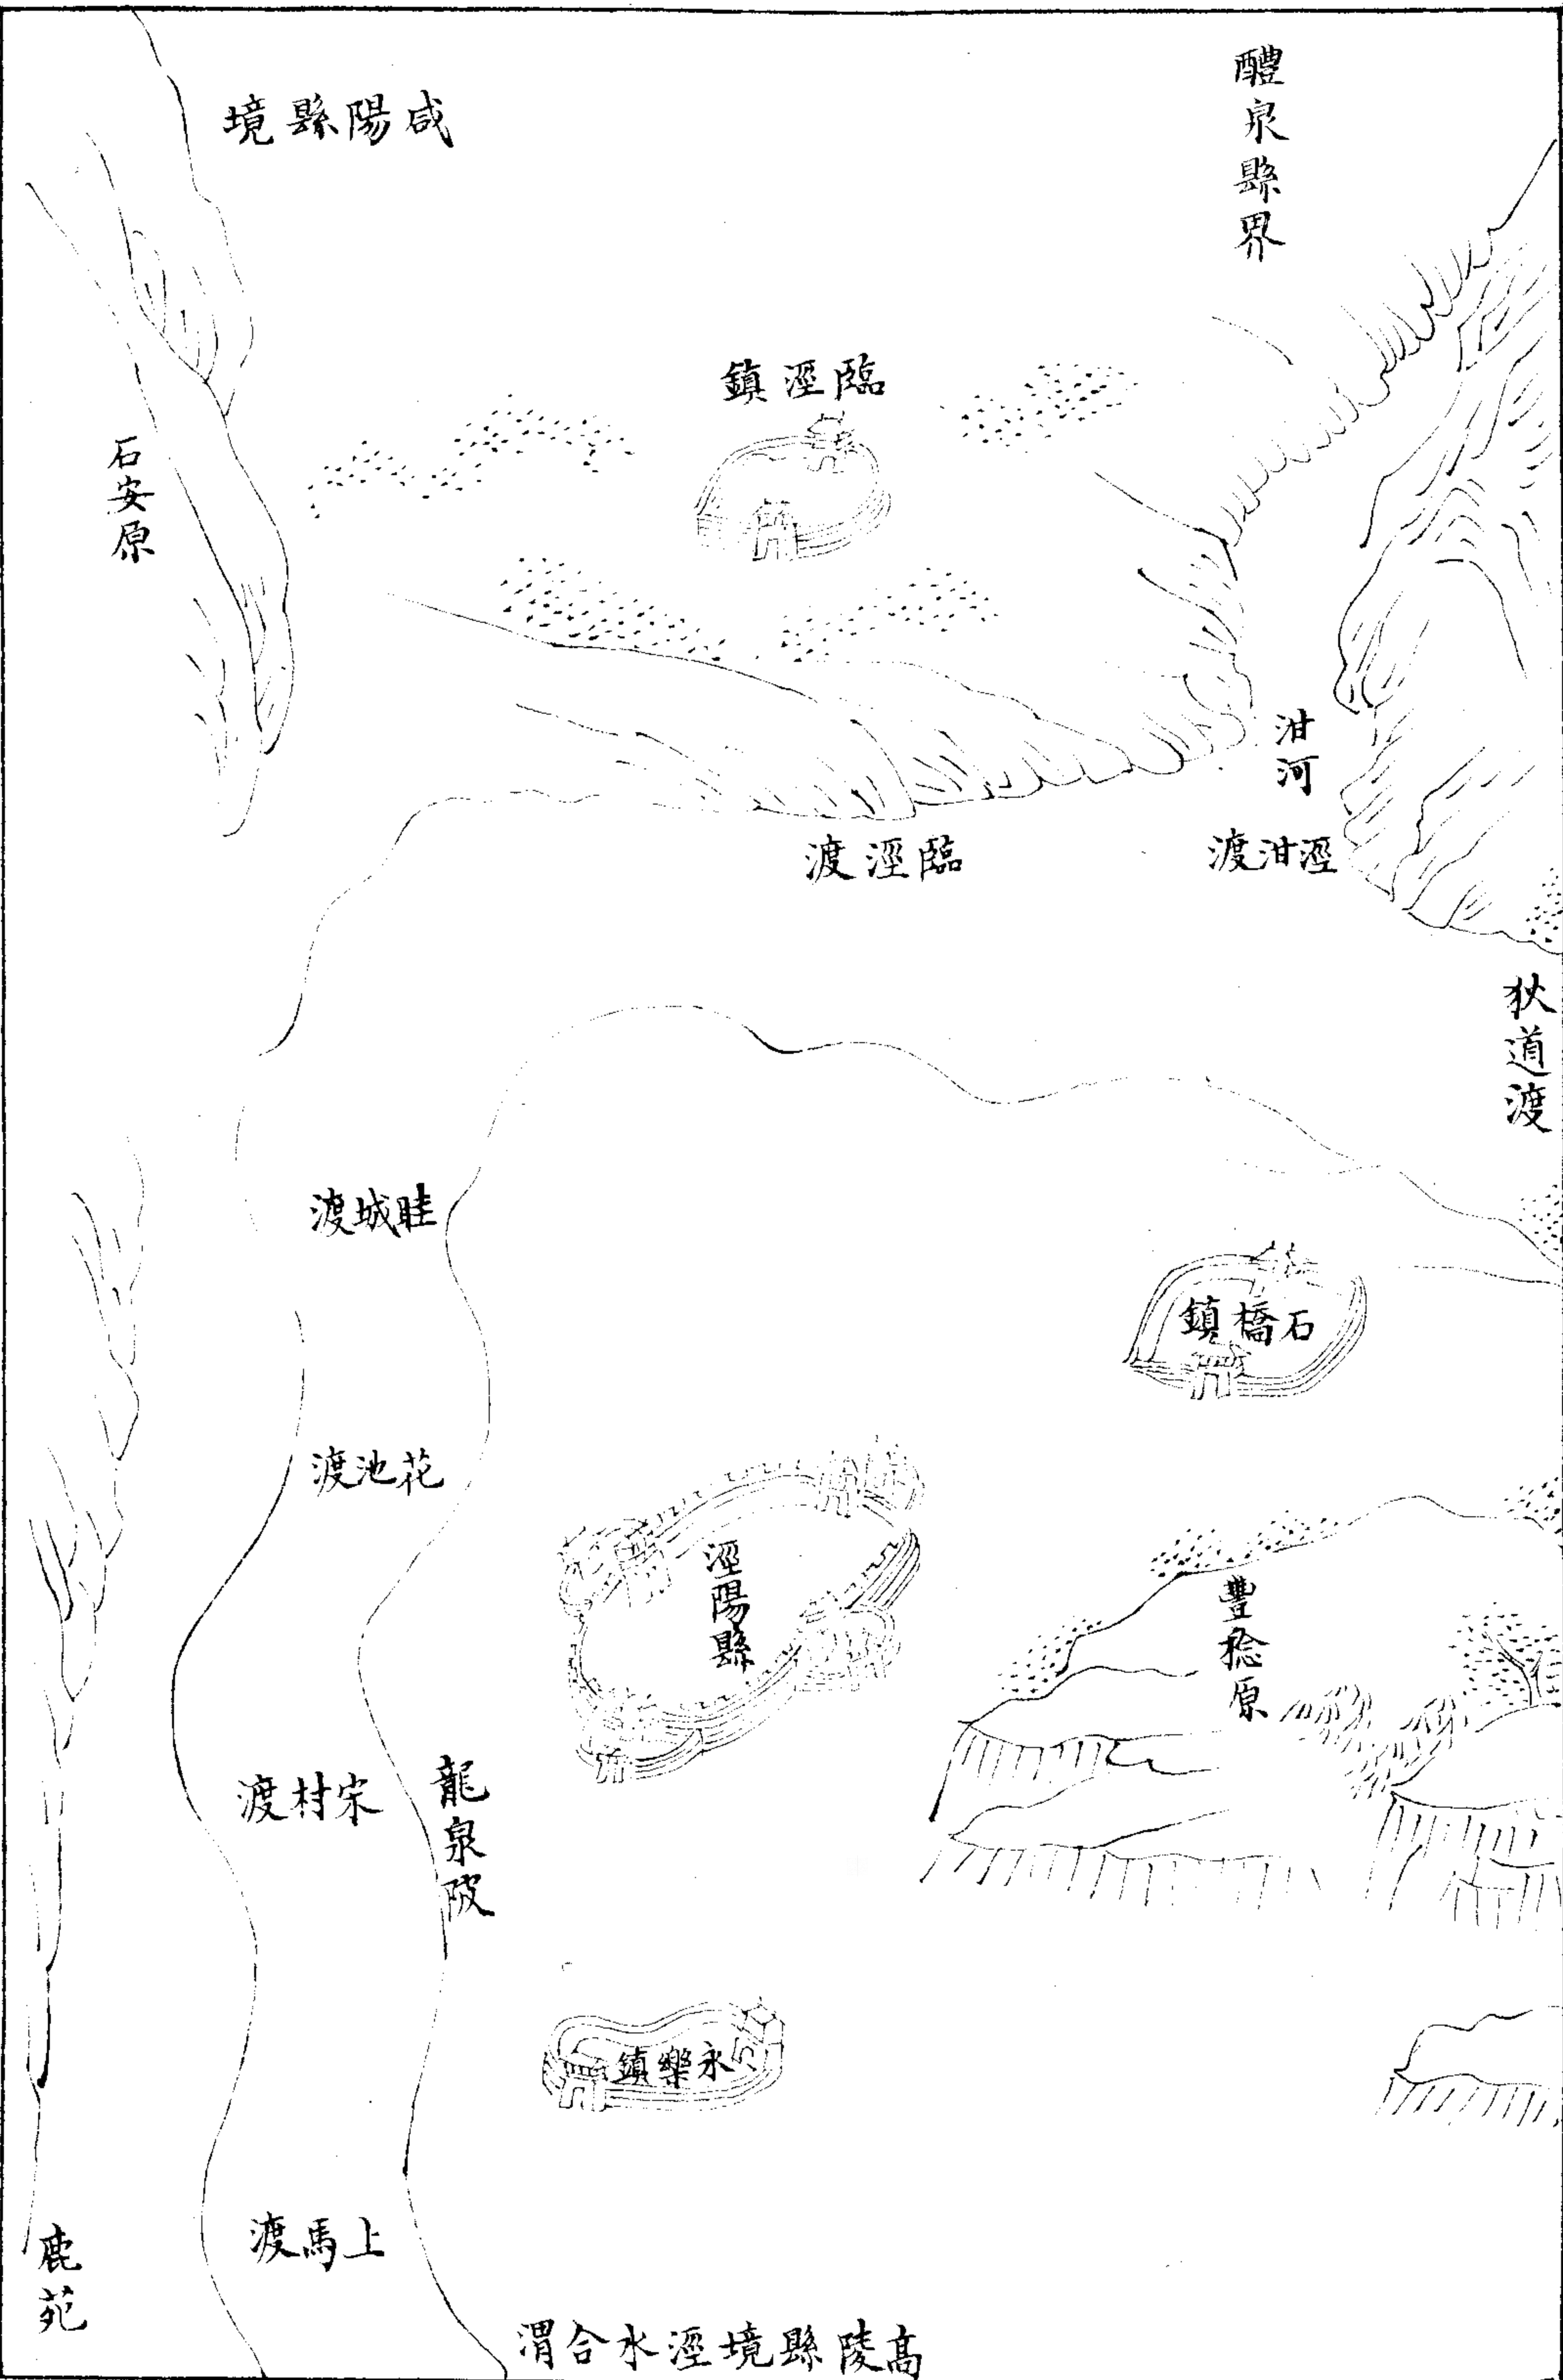 醴泉縣界
咸陽縣境
臨涇鎮
石安原
泔河
涇泔渡
臨涇渡
狄道渡
眭城渡
石橋鎮
花池渡
涇陽縣
豐稔原
宋村渡
龍泉陂
永樂鎮
上馬渡
鹿苑
高陵縣境涇水合渭